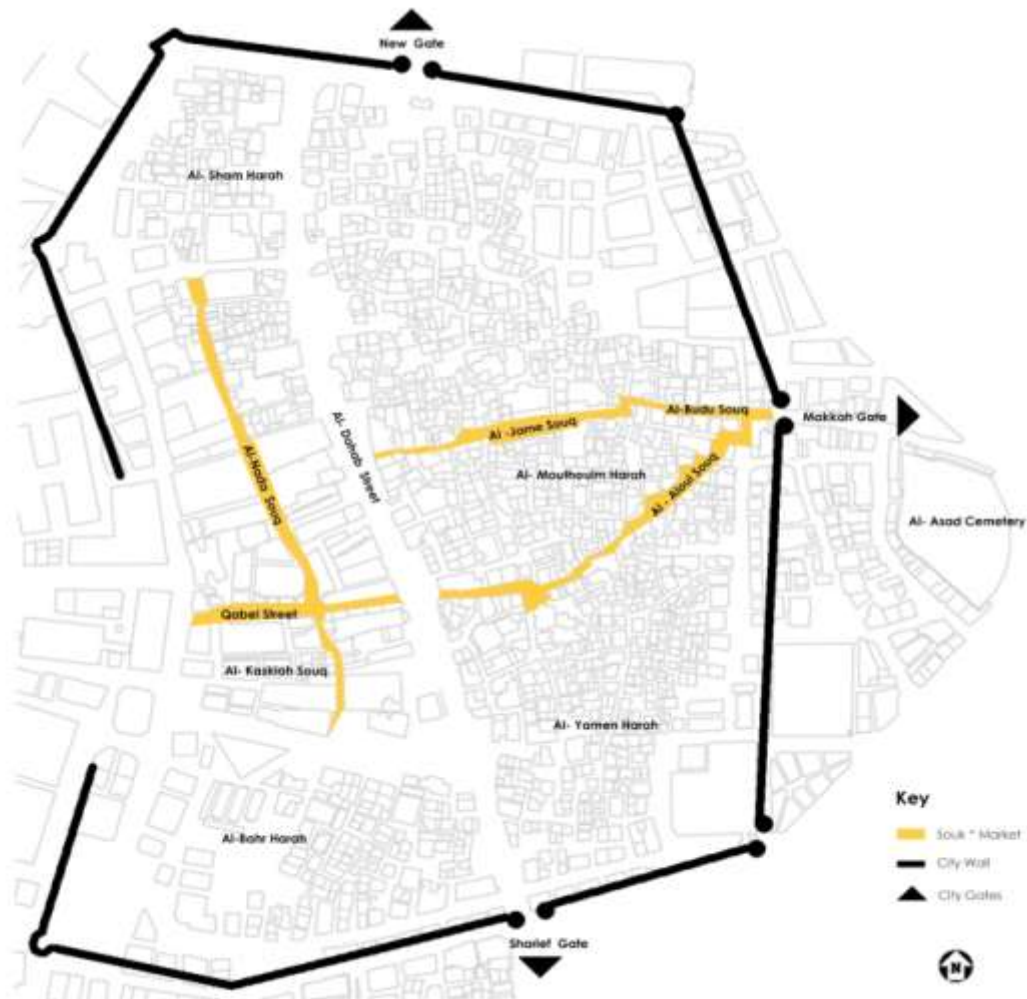 New Gate
Al- Sham Harah
Al-Budu Souq
Makkah Gate
Al -Jame Souq
Al- Dahab Street
Al-Nada Souq
Al- Mouthoulm Harah
Al - Aloui Souq
Al- Asad Cemetery
Qabel Street
Al- Kaskiah Souq
Al- Yamen Harah
Key
Souk * Market
City Wall
City Gates
Al-Bahr Harah
Sharief Gate
N